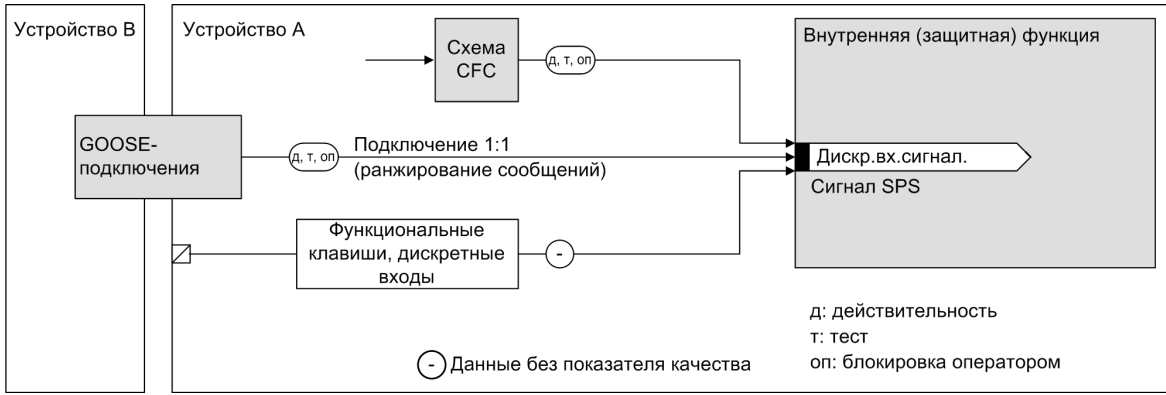 Устройство B
Устройство A
Схема
CFC
д, т, оп
Внутренняя (защитная) функция
GOOSE-
подключения
д, т, оп
Подключение 1:1
(ранжирование сообщений)
Дискр.вх.сигнал.
Сигнал SPS
Функциональные
клавиши, дискретные
входы
-
д: действительность
т: тест
оп: блокировка оператором
- Данные без показателя качества